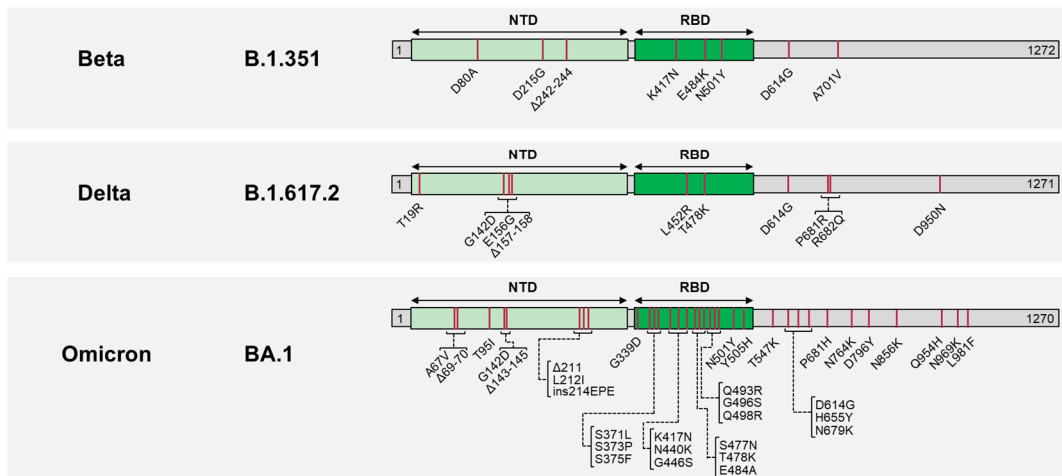 NTD RBD
Beta B.1.351 1 1272
D80A D215G Δ242-244 K417N E484K N501Y D614G A701V
NTD RBD
Delta B.1.617.2 1 1271
T19R G142D E156G Δ157-158 L452R T478K D614G P681R R682Q D950N
NTD RBD
Omicron BA.1 1 1270
A67V Δ69-70 T95I G142D Δ143-145 G339D N501Y Y505H T547K P681H N764K D796Y N856K Q954H N969K L981F
Δ211
L212I
ins214EPE
Q493R
G496S
Q498R
D614G
H655Y
N679K
S371L
S373P
S375F
K417N
N440K
G446S
S477N
T478K
E484A